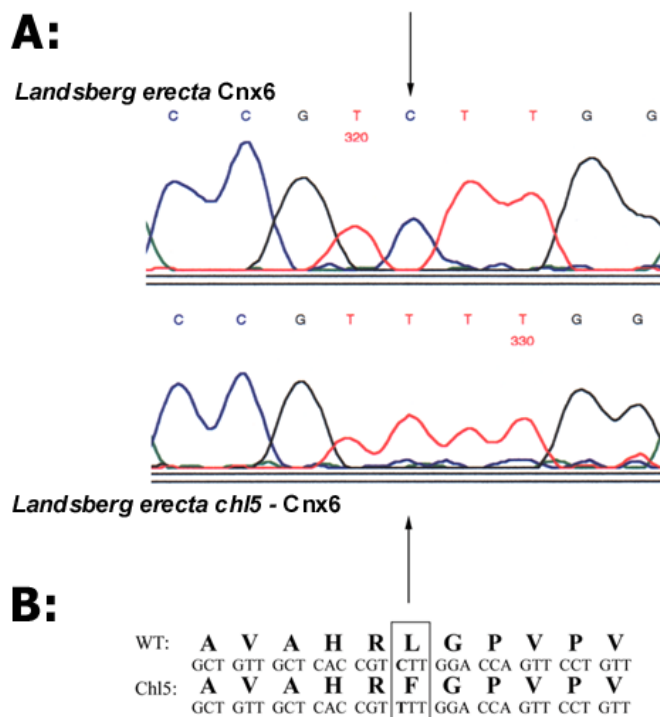 A:
Landsberg erecta Cnx6
C C G T C T T G G
320
C C G T T T T G G
330
Landsberg erecta chl5 - Cnx6
B:
WT: A V A H R L G P V P V
GCT GTT GCT CAC CGT CTT GGA CCA GTT CCT GTT
Chl5: A V A H R F G P V P V
GCT GTT GCT CAC CGT TTT GGA CCA GTT CCT GTT